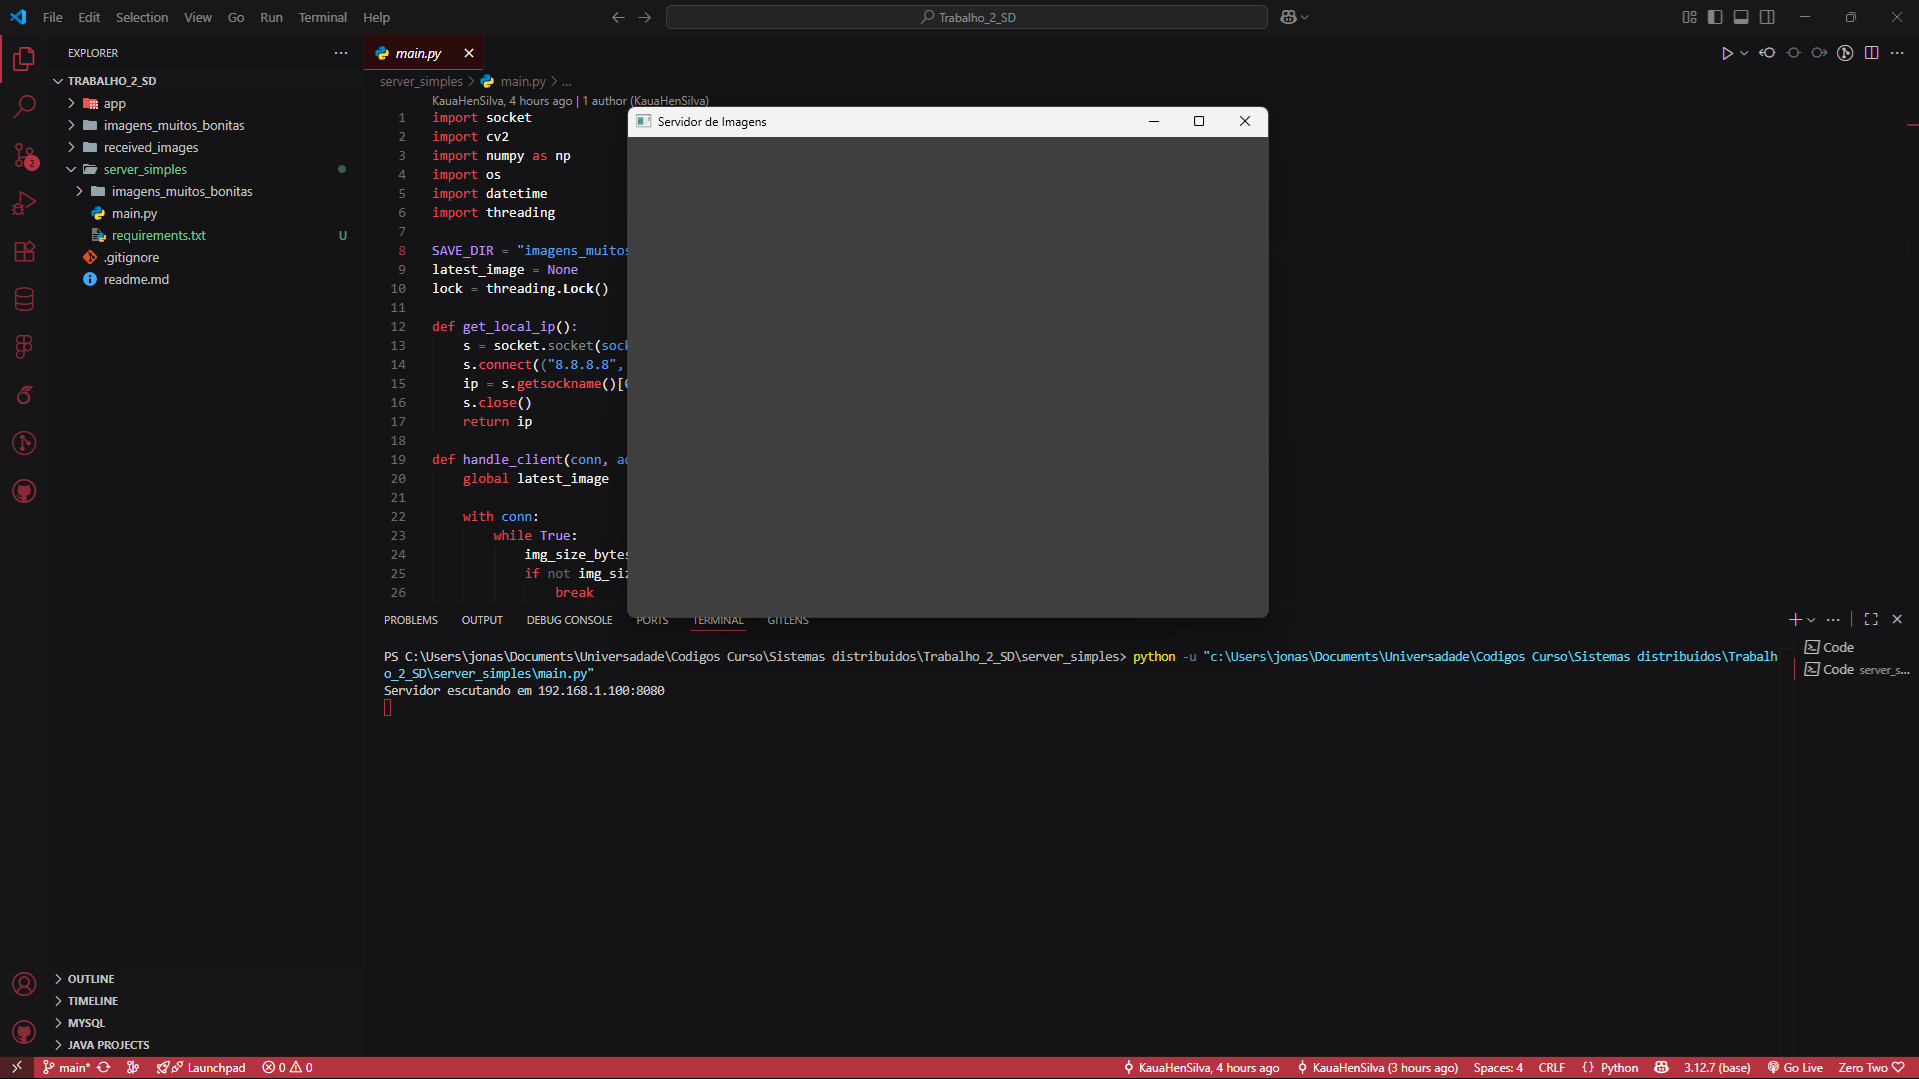 File Edit Selection View Go Run Terminal Help
Trabalho_2_SD
EXPLORER
TRABALHO_2_SD
app
imagens_muitos_bonitas
received_images
server_simples
imagens_muitos_bonitas
main.py
requirements.txt U
.gitignore
readme.md
OUTLINE
TIMELINE
MYSQL
JAVA PROJECTS
2
main.py
server_simples > main.py > ...
KauaHenSilva, 4 hours ago | 1 author (KauaHenSilva)
1 import socket
2 import cv2
3 import numpy as np
4 import os
5 import datetime
6 import threading
7
8 SAVE_DIR = "imagens_muitos
9 latest_image = None
10 lock = threading.Lock()
11
12 def get_local_ip():
13 s = socket.socket(sock
14 s.connect(("8.8.8.8",
15 ip = s.getsockname()[0
16 s.close()
17 return ip
18
19 def handle_client(conn, ad
20 global latest_image
21
22 with conn:
23 while True:
24 img_size_bytes
25 if not img_siz
26 break
Servidor de Imagens
PROBLEMS OUTPUT DEBUG CONSOLE PORTS TERMINAL GITLENS
PS C:\Users\jonas\Documents\Universadade\Codigos Curso\Sistemas distribuidos\Trabalho_2_SD\server_simples> python -u "c:\Users\jonas\Documents\Universadade\Codigos Curso\Sistemas distribuidos\Trabalh
o_2_SD\server_simples\main.py"
Servidor escutando em 192.168.1.100:8080
Code
Code server_s...
main* Launchpad 0 0 KauaHenSilva, 4 hours ago KauaHenSilva (3 hours ago) Spaces: 4 CRLF {} Python 3.12.7 (base) Go Live Zero Two